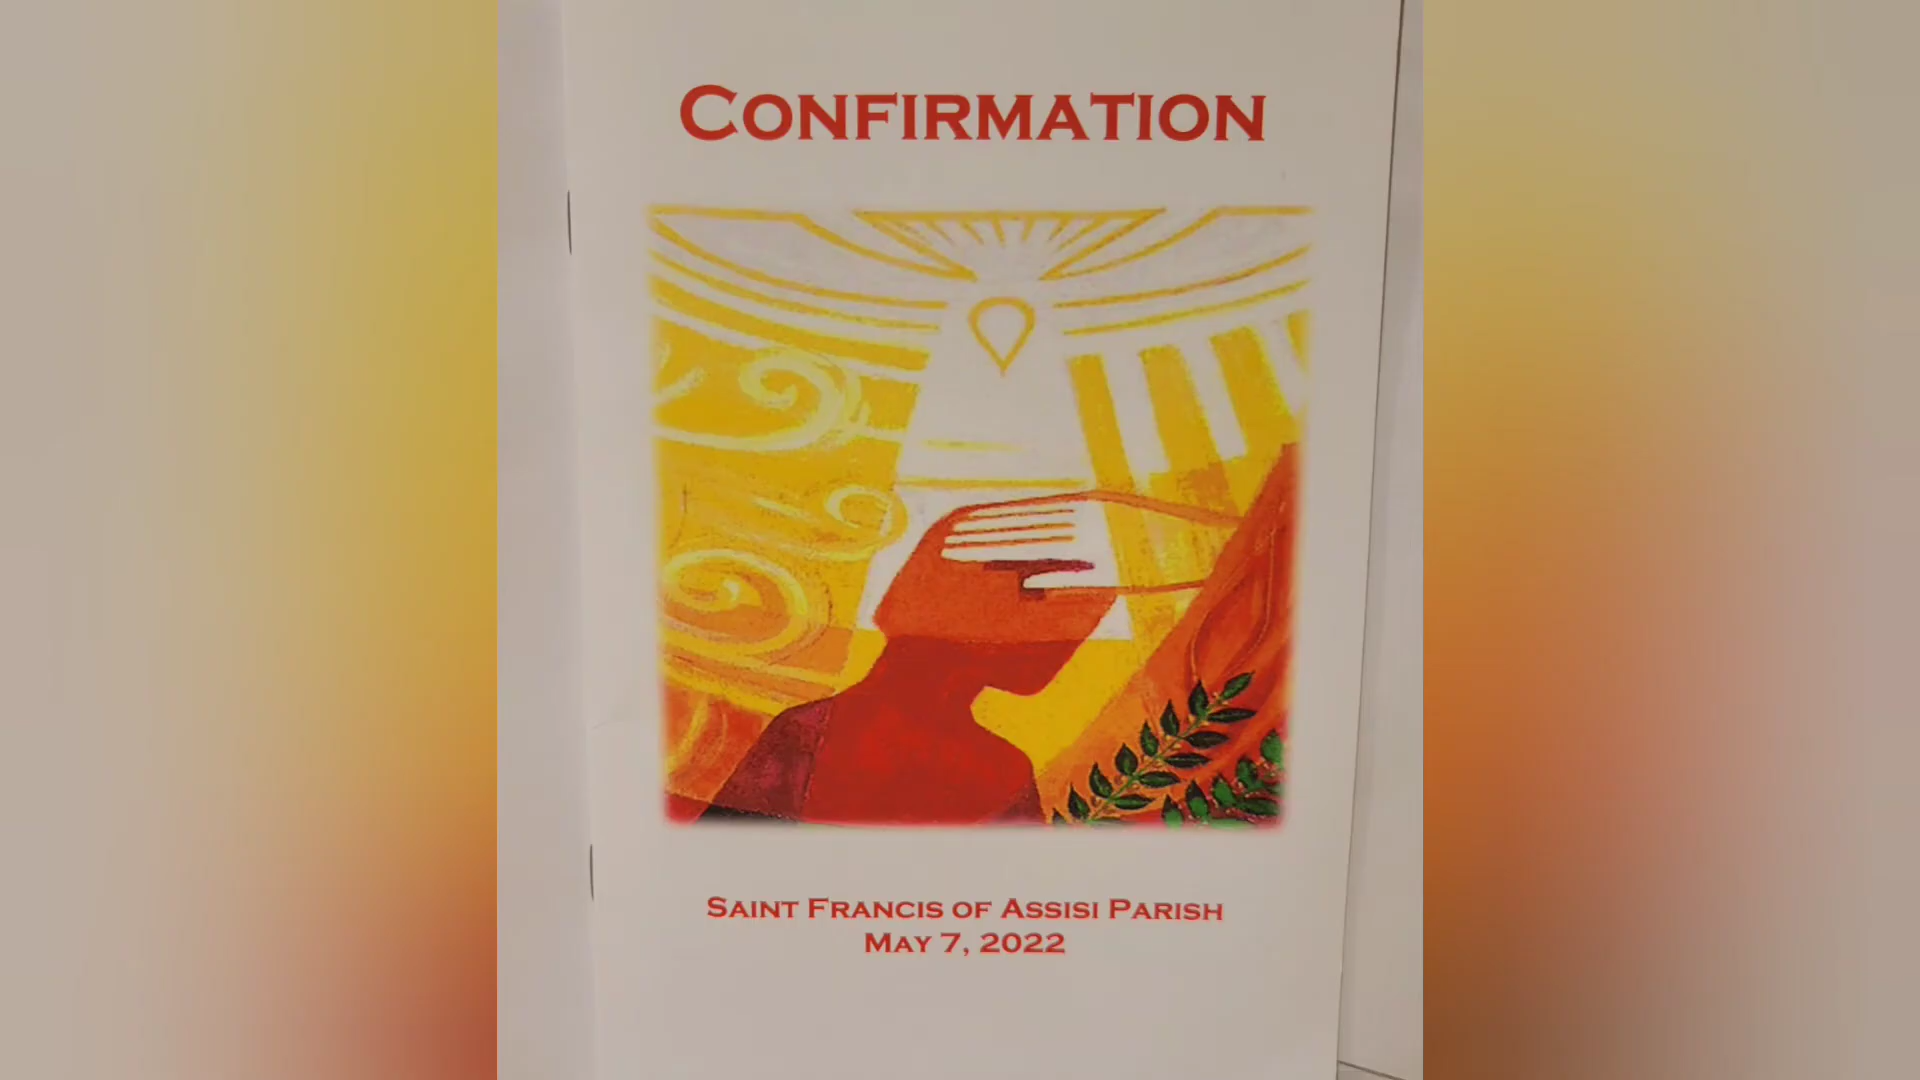 CONFIRMATION
SAINT FRANCIS OF ASSISI PARISH
MAY 7, 2022